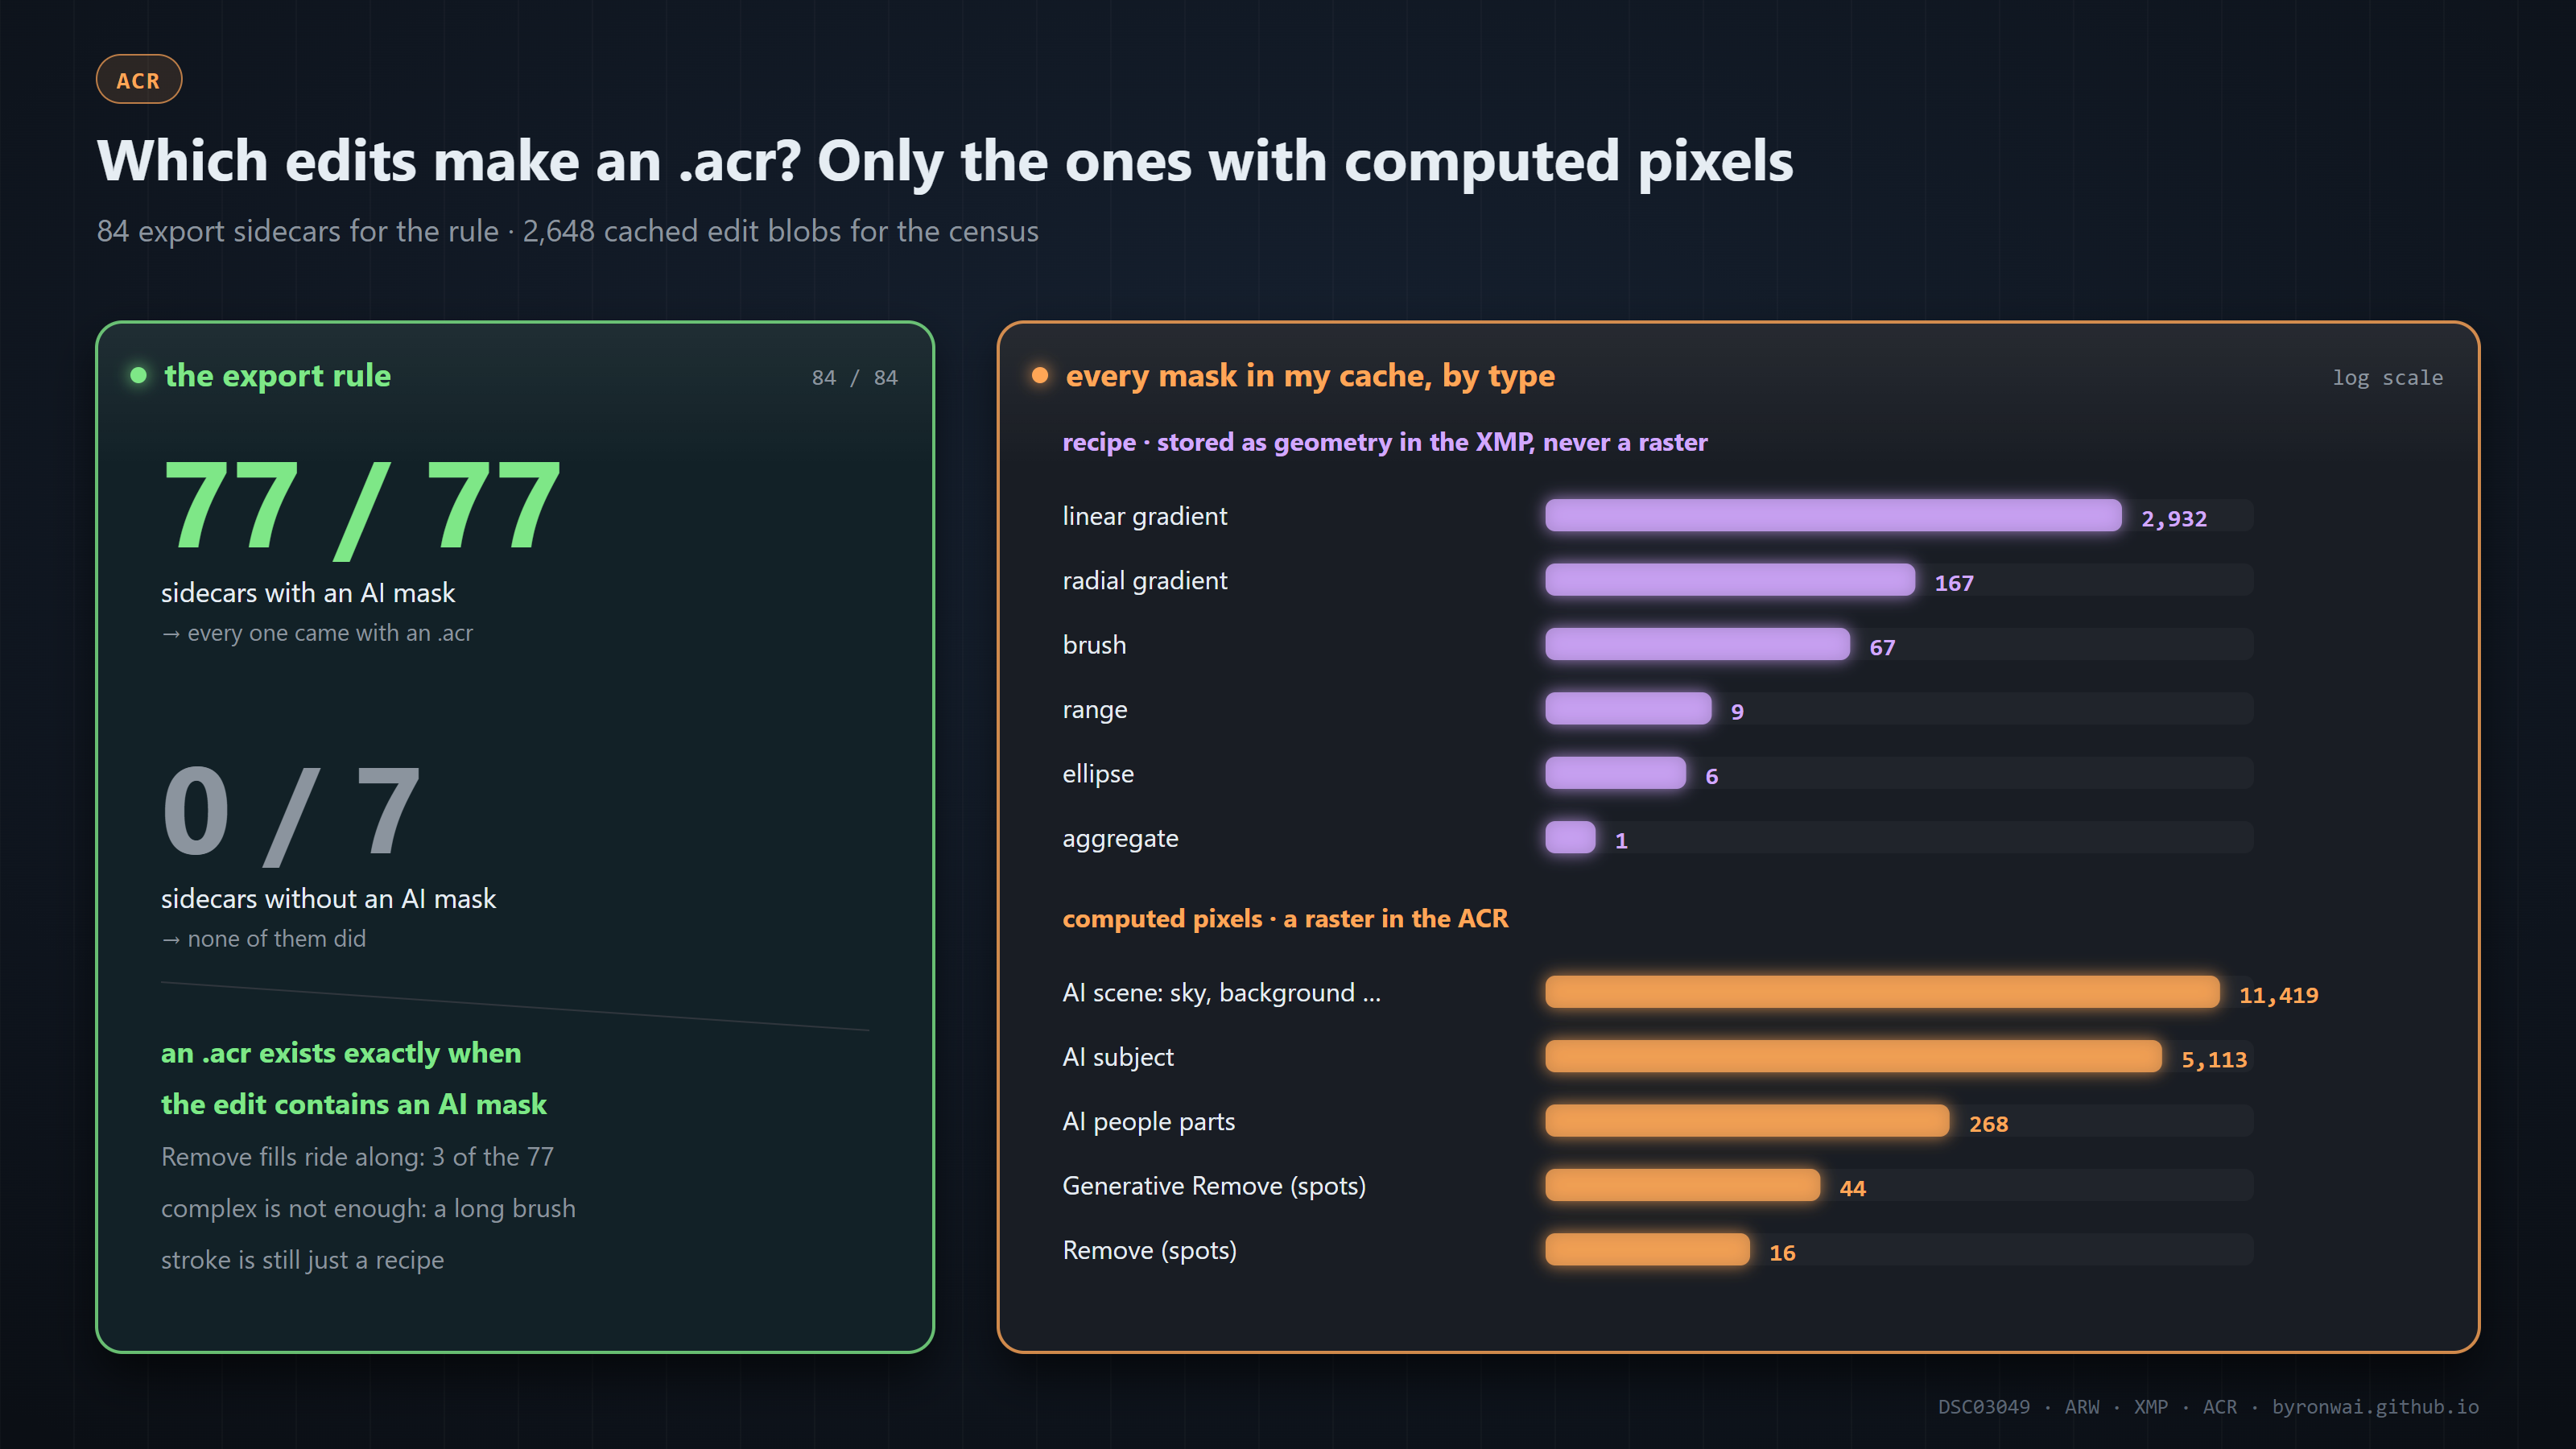 ACR
Which edits make an .acr? Only the ones with computed pixels
84 export sidecars for the rule · 2,648 cached edit blobs for the census
the export rule
84 / 84
77 / 77
sidecars with an AI mask
→ every one came with an .acr
0 / 7
sidecars without an AI mask
→ none of them did
an .acr exists exactly when
the edit contains an AI mask
Remove fills ride along: 3 of the 77
complex is not enough: a long brush
stroke is still just a recipe
every mask in my cache, by type
log scale
recipe · stored as geometry in the XMP, never a raster
linear gradient 2,932
radial gradient 167
brush 67
range 9
ellipse 6
aggregate 1
computed pixels · a raster in the ACR
AI scene: sky, background ... 11,419
AI subject 5,113
AI people parts 268
Generative Remove (spots) 44
Remove (spots) 16
DSC03049 · ARW · XMP · ACR · byronwai.github.io